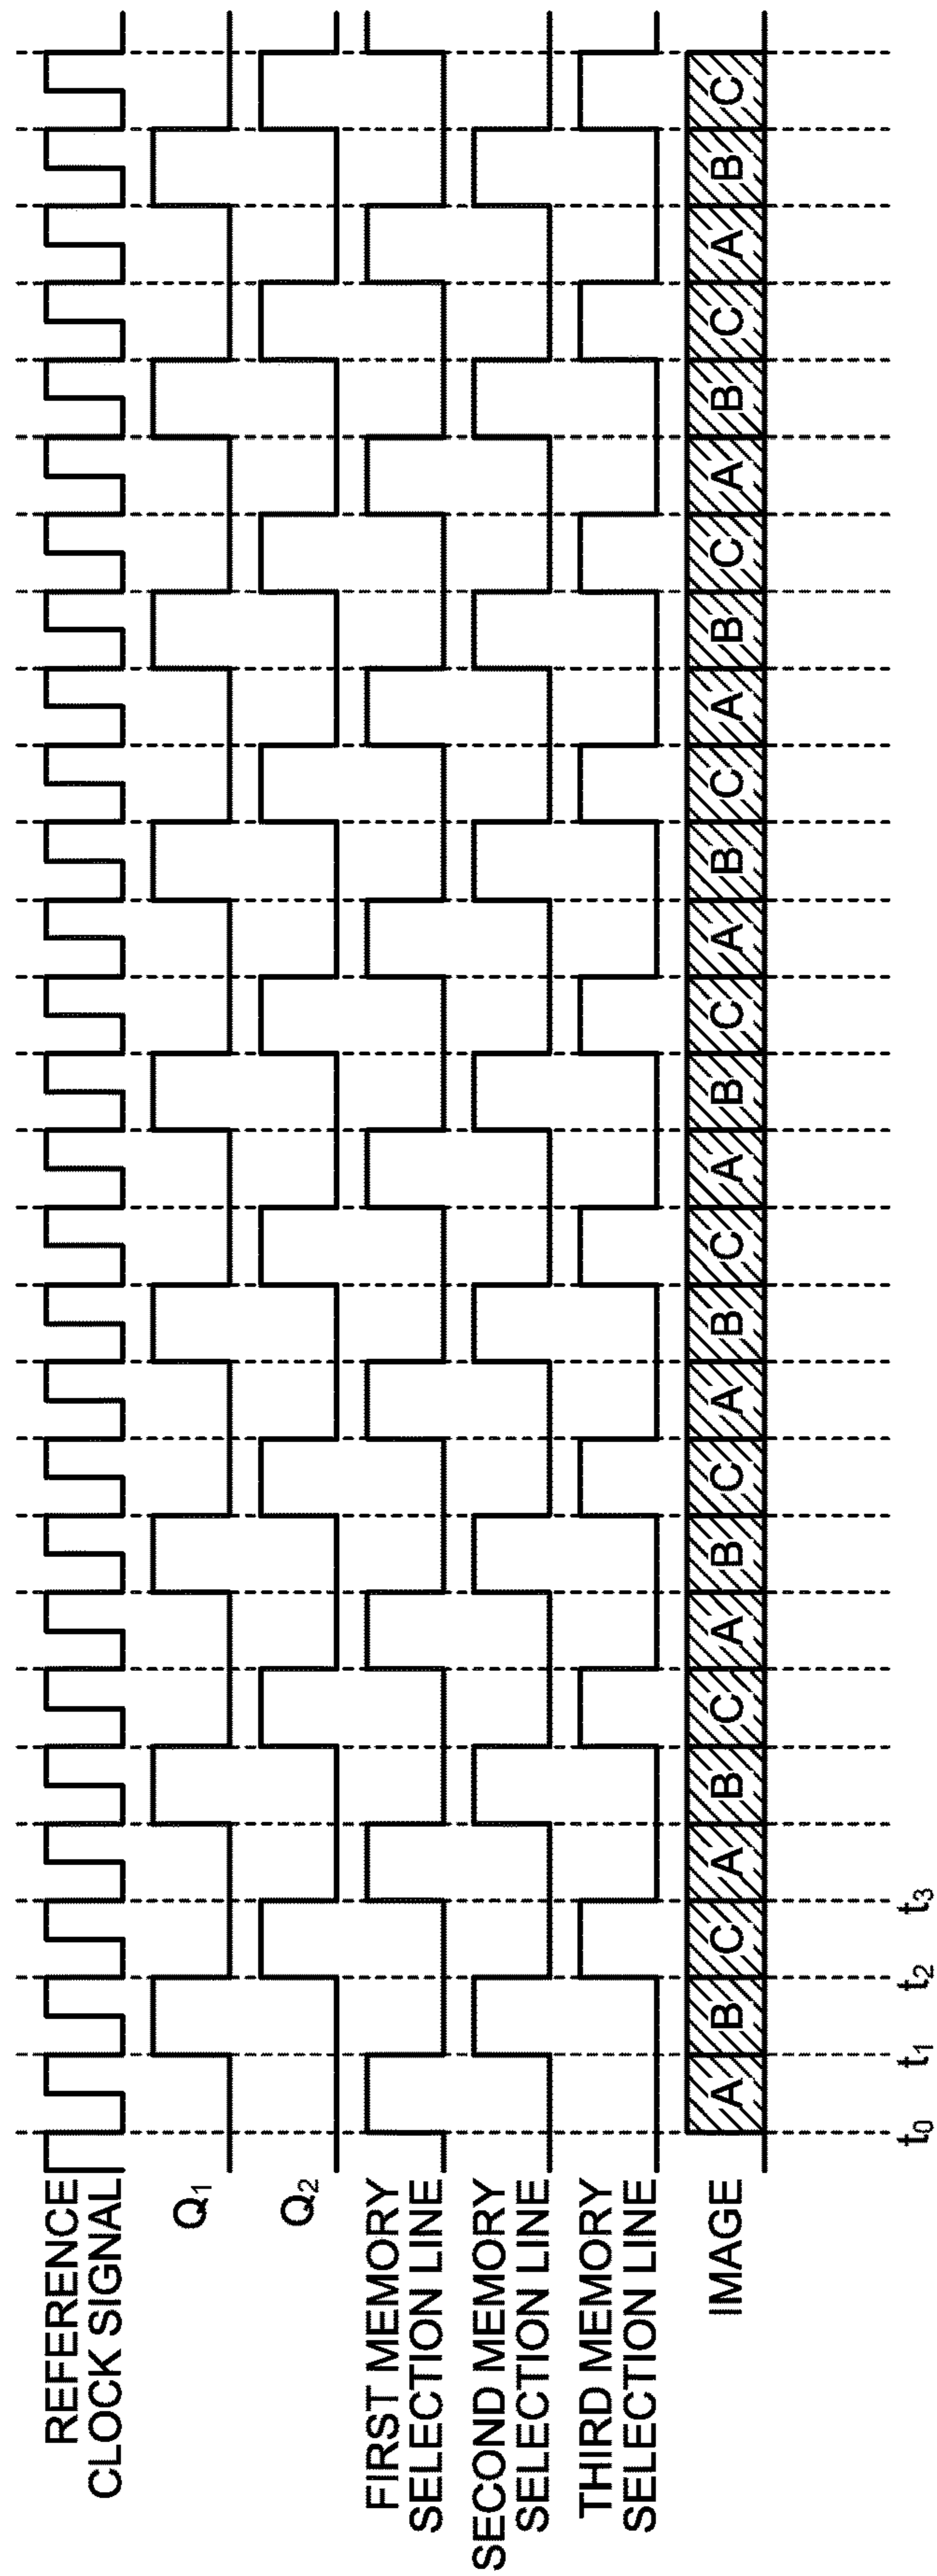 REFERENCE
CLOCK SIGNAL
Q₁
Q₂
FIRST MEMORY
SELECTION LINE
SECOND MEMORY
SELECTION LINE
THIRD MEMORY
SELECTION LINE
IMAGE A B C A B C A B C A B C A B C A B C A B C A B C A B C
t₀ t₁ t₂ t₃